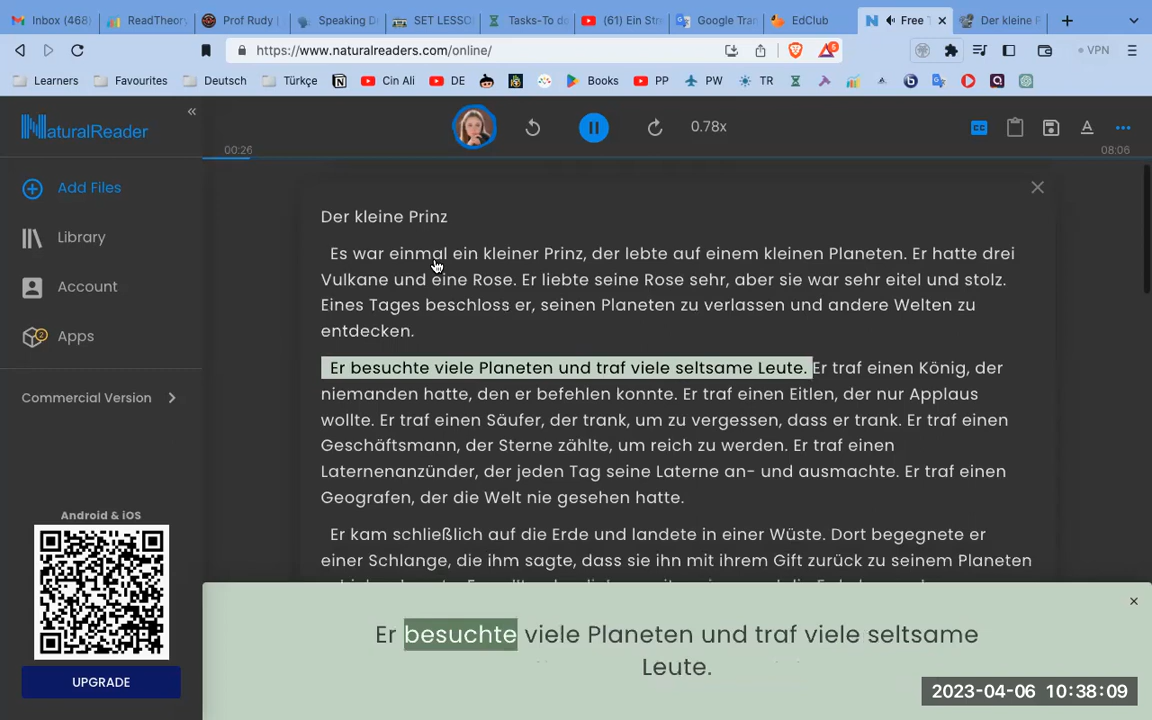 Inbox (468)
ReadTheory
Prof Rudy |
Speaking D
SET LESSO
Tasks-To do
(61) Ein Str
Google Tran
EdClub
Free T
Der kleine P
https://www.naturalreaders.com/online/
VPN
Learners
Favourites
Deutsch
Türkçe
Cin Ali
DE
Books
PP
PW
TR
NaturalReader
0.78x
00:26
08:06
Add Files
Library
Account
Apps
Commercial Version
Android & iOS
UPGRADE
Der kleine Prinz
Es war einmal ein kleiner Prinz, der lebte auf einem kleinen Planeten. Er hatte drei
Vulkane und eine Rose. Er liebte seine Rose sehr, aber sie war sehr eitel und stolz.
Eines Tages beschloss er, seinen Planeten zu verlassen und andere Welten zu
entdecken.
Er besuchte viele Planeten und traf viele seltsame Leute. Er traf einen König, der
niemanden hatte, den er befehlen konnte. Er traf einen Eitlen, der nur Applaus
wollte. Er traf einen Säufer, der trank, um zu vergessen, dass er trank. Er traf einen
Geschäftsmann, der Sterne zählte, um reich zu werden. Er traf einen
Laternenanzünder, der jeden Tag seine Laterne an- und ausmachte. Er traf einen
Geografen, der die Welt nie gesehen hatte.
Er kam schließlich auf die Erde und landete in einer Wüste. Dort begegnete er
einer Schlange, die ihm sagte, dass sie ihn mit ihrem Gift zurück zu seinem Planeten
Er besuchte viele Planeten und traf viele seltsame
Leute.
2023-04-06 10:38:09